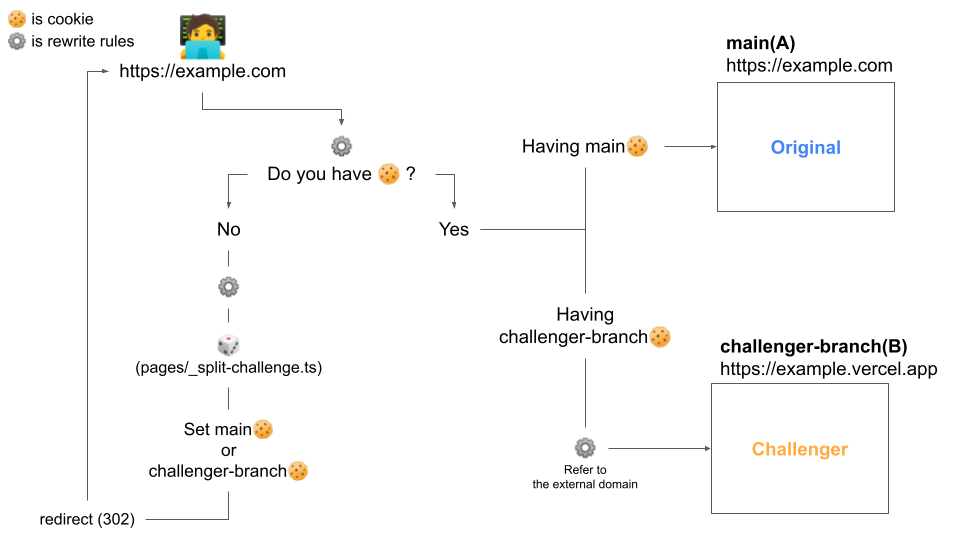 is cookie
is rewrite rules
https://example.com
Do you have ?
No
Yes
(pages/_split-challenge.ts)
Set main
or
challenger-branch
redirect (302)
Having main
main(A)
https://example.com
Original
Having
challenger-branch
Refer to
the external domain
challenger-branch(B)
https://example.vercel.app
Challenger